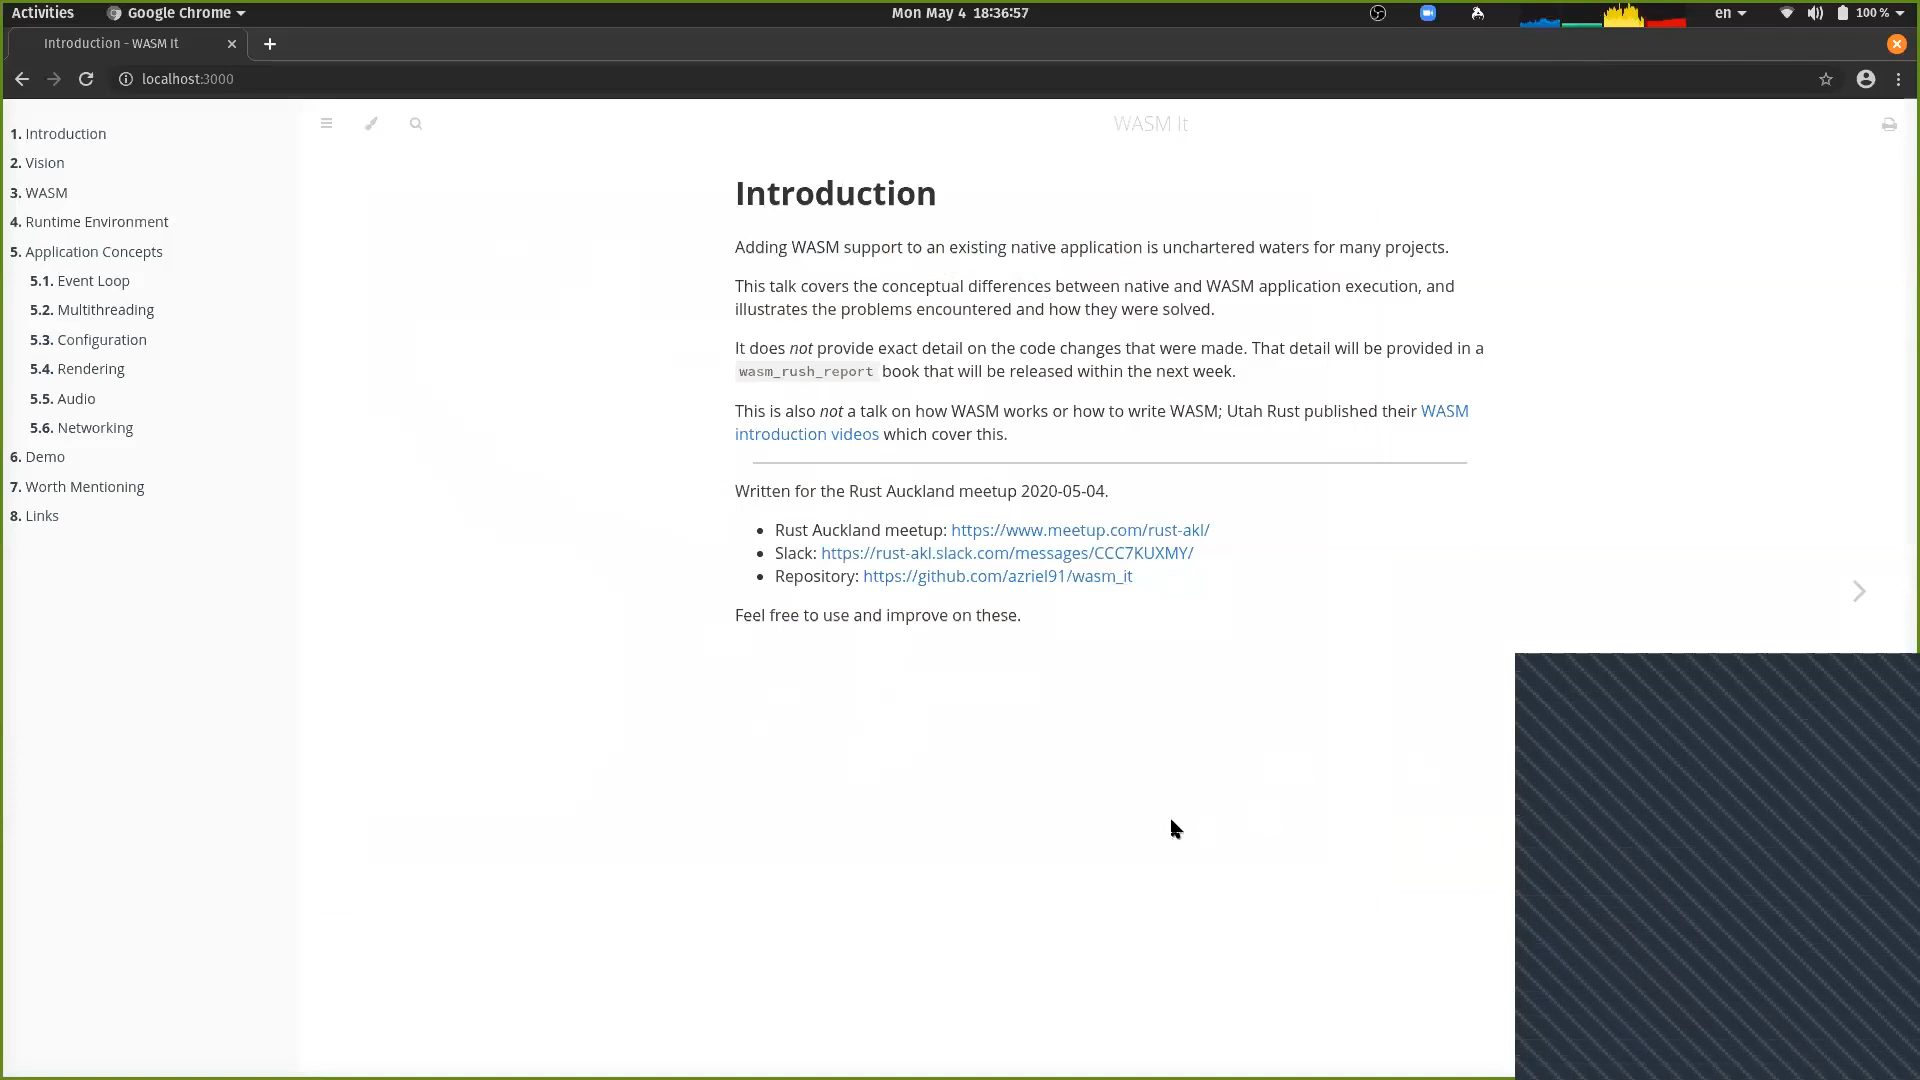 Activities Google Chrome Mon May 4 18:36:57 en 100 %
Introduction - WASM It
localhost:3000
WASM It
1. Introduction
2. Vision
3. WASM
4. Runtime Environment
5. Application Concepts
5.1. Event Loop
5.2. Multithreading
5.3. Configuration
5.4. Rendering
5.5. Audio
5.6. Networking
6. Demo
7. Worth Mentioning
8. Links
Introduction
Adding WASM support to an existing native application is unchartered waters for many projects.
This talk covers the conceptual differences between native and WASM application execution, and
illustrates the problems encountered and how they were solved.
It does not provide exact detail on the code changes that were made. That detail will be provided in a
wasm_rush_report book that will be released within the next week.
This is also not a talk on how WASM works or how to write WASM; Utah Rust published their WASM
introduction videos which cover this.
Written for the Rust Auckland meetup 2020-05-04.
• Rust Auckland meetup: https://www.meetup.com/rust-akl/
• Slack: https://rust-akl.slack.com/messages/CCC7KUXMY/
• Repository: https://github.com/azriel91/wasm_it
Feel free to use and improve on these.